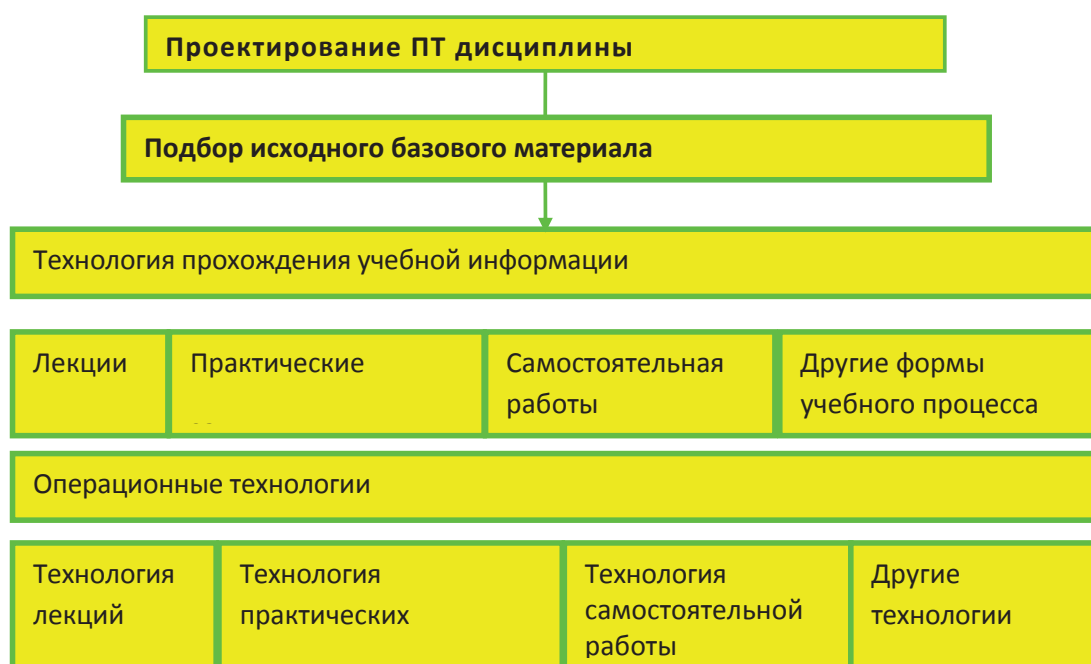 Проектирование ПТ дисциплины
Подбор исходного базового материала
Технология прохождения учебной информации
Лекции
Практические
Самостоятельная
работы
Другие формы
учебного процесса
Операционные технологии
Технология
лекций
Технология
практических
Технология
самостоятельной
работы
Другие
технологии